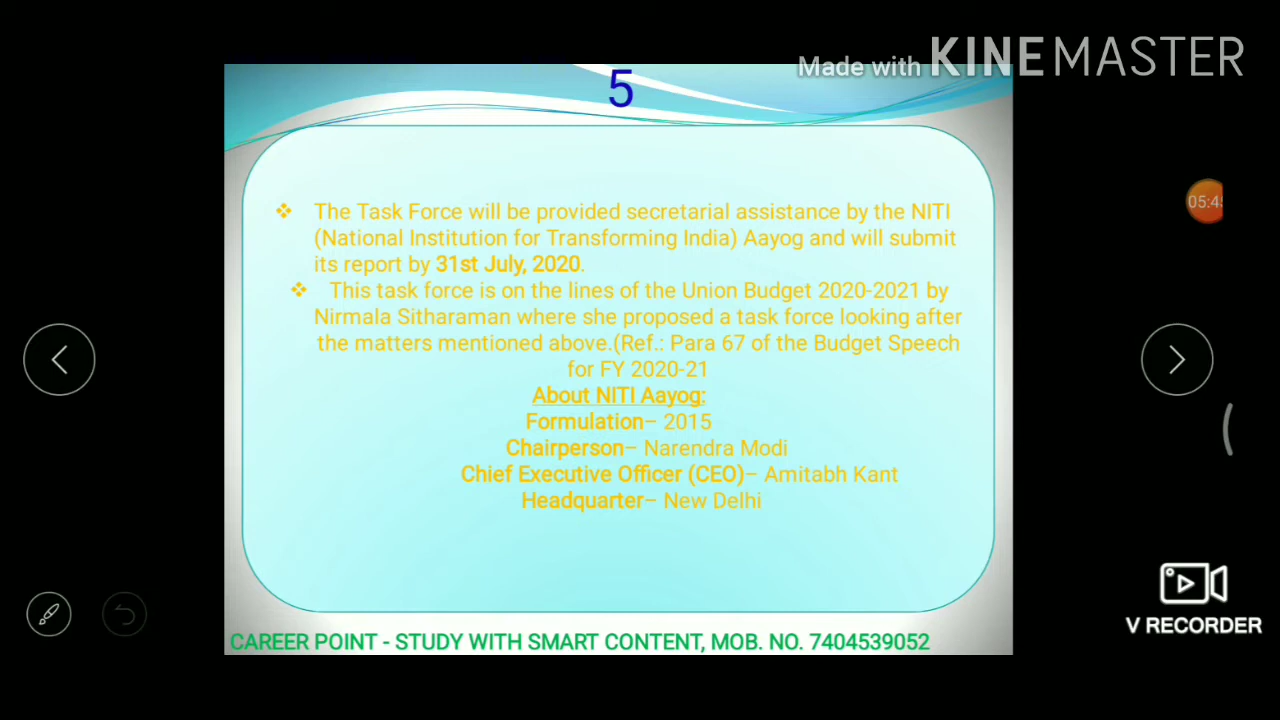 Made with KINEMASTER
5
❖ The Task Force will be provided secretarial assistance by the NITI
(National Institution for Transforming India) Aayog and will submit
its report by 31st July, 2020.
❖ This task force is on the lines of the Union Budget 2020-2021 by
Nirmala Sitharaman where she proposed a task force looking after
the matters mentioned above.(Ref.: Para 67 of the Budget Speech
for FY 2020-21
About NITI Aayog:
Formulation– 2015
Chairperson– Narendra Modi
Chief Executive Officer (CEO)– Amitabh Kant
Headquarter– New Delhi
CAREER POINT - STUDY WITH SMART CONTENT, MOB. NO. 7404539052
V RECORDER